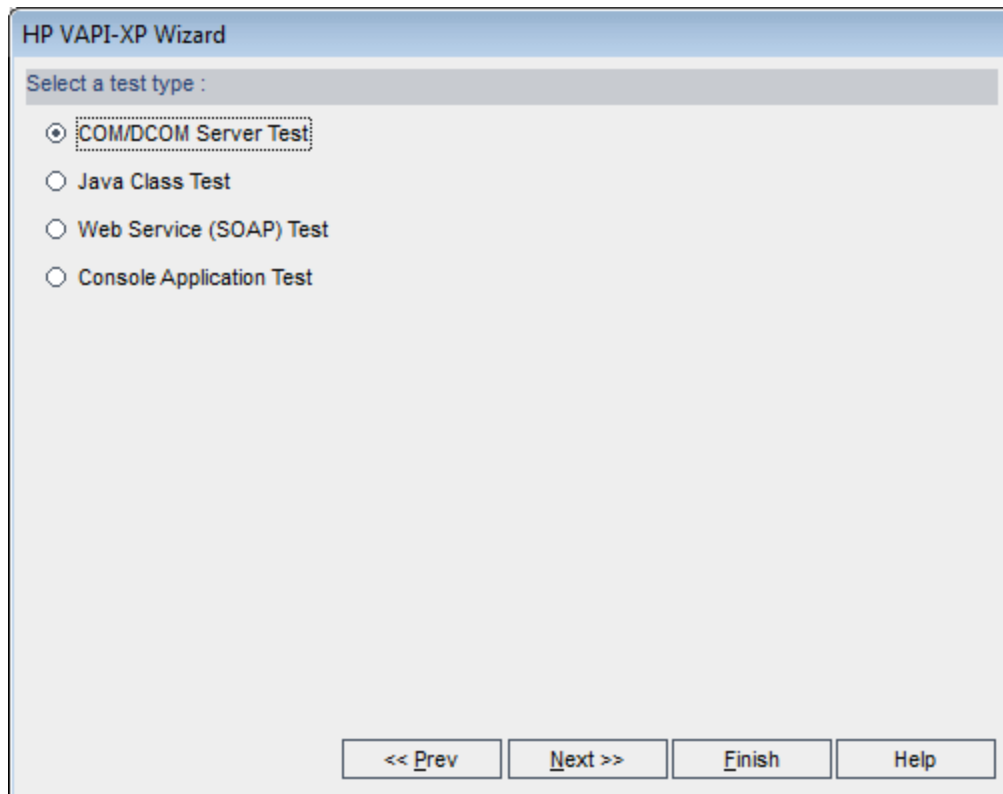 HP VAPI-XP Wizard
Select a test type :
COM/DCOM Server Test
Java Class Test
Web Service (SOAP) Test
Console Application Test
<< Prev Next >> Finish Help